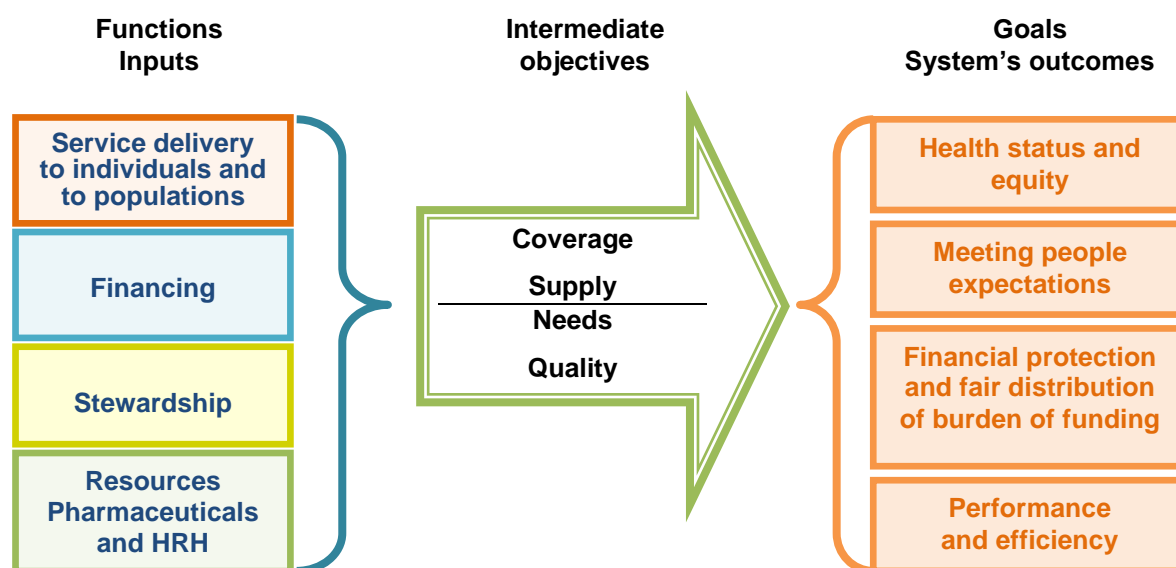 Functions
Inputs
Intermediate
objectives
Goals
System's outcomes
Service delivery
to individuals and
to populations
Financing
Stewardship
Resources
Pharmaceuticals
and HRH
Coverage
Supply
Needs
Quality
Health status and
equity
Meeting people
expectations
Financial protection
and fair distribution
of burden of funding
Performance
and efficiency